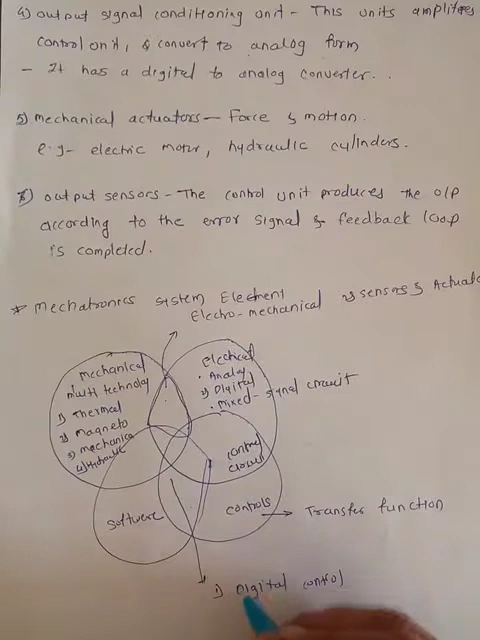 4) output signal conditioning unit - This units amplifies
control unit, & convert to analog form
- It has a digital to analog converter.
5) mechanical actuators - Force & motion.
e.g- electric motor, hydraulic cylinders.
6) output sensors - The control unit produces the o/p
according to the error signal & feedback loop
is completed.
* Mechatronics system Element
Electro-mechanical 1) sensors & Actuato
mechanical
multi technology
1) Thermal
2) magneto
3) mechanica
4) Hydraulic
electrical
• Analog
2) Digital
• mixed-signal circuit
control
circuit
software
controls → Transfer function
1) Digital control